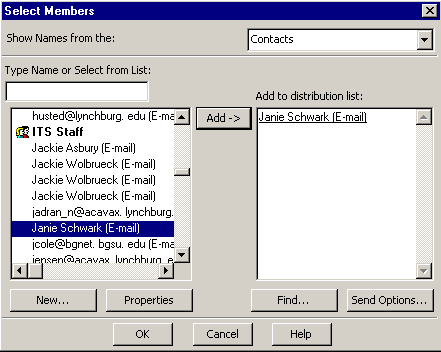 Select Members
Show Names from the:
Contacts
Type Name or Select from List:
Add to distribution list:
husted@lynchburg. edu (E-ma
Add ->
Janie Schwark (E-mail)
ITS Staff
Jackie Asbury (E-mail)
Jackie Wolbrueck (E-mail)
Jackie Wolbrueck (E-mail)
Jackie Wolbrueck (E-mail)
jadran_n@acavax. lynchburg.
Janie Schwark (E-mail)
jcole@bgnet. bgsu. edu (E-ma
jensen@acavax. lynchburg. e
New...
Properties
Find...
Send Options...
OK
Cancel
Help